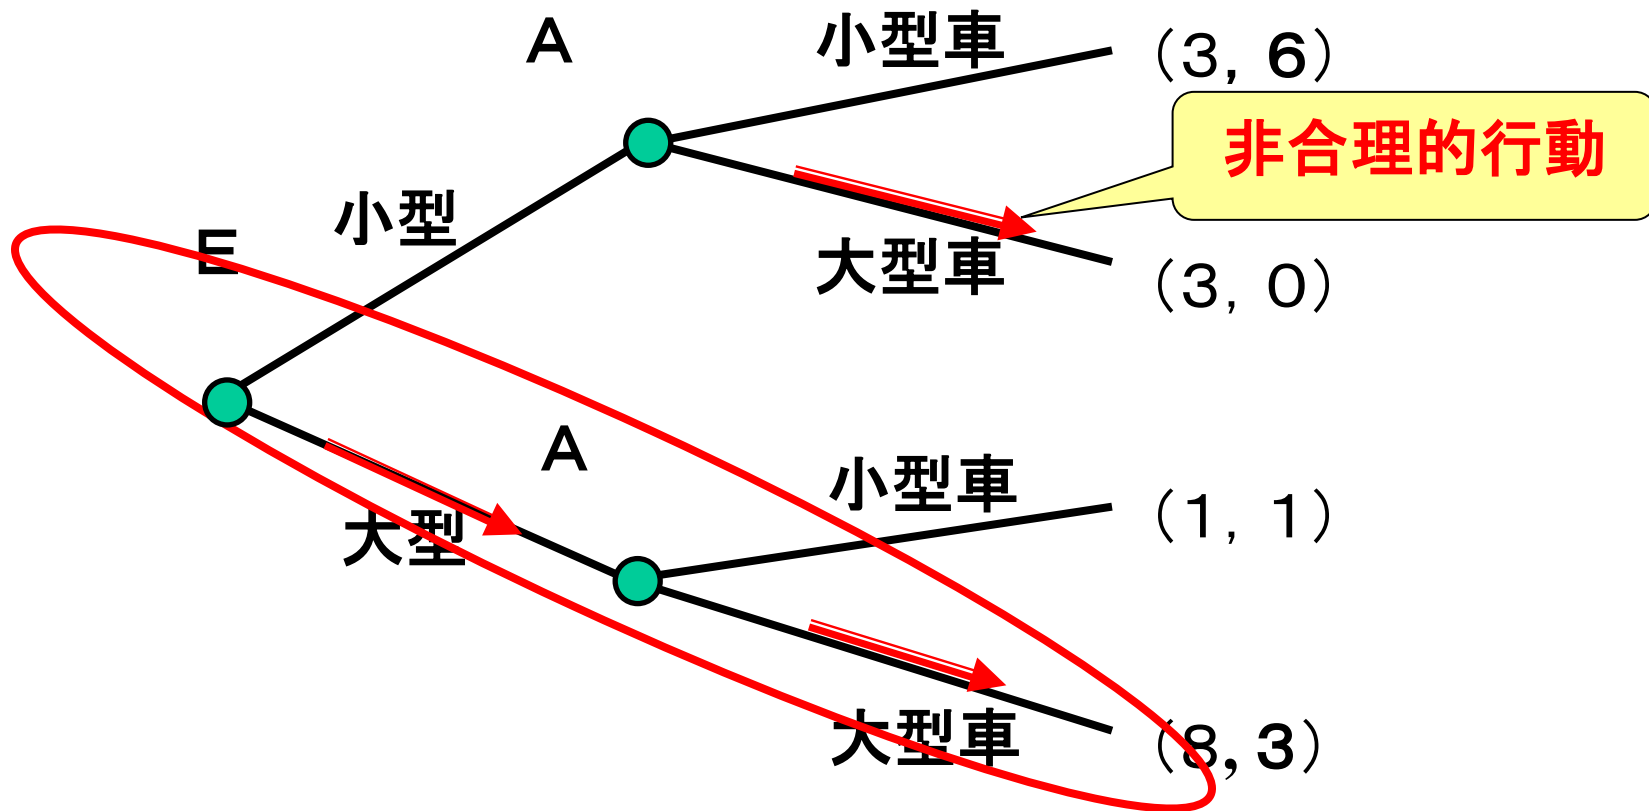 A
小型車
（３，６）
非合理的行動
小型
大型車
（３，０）
E
A
小型車
（１，１）
大型
大型車
（８，３）